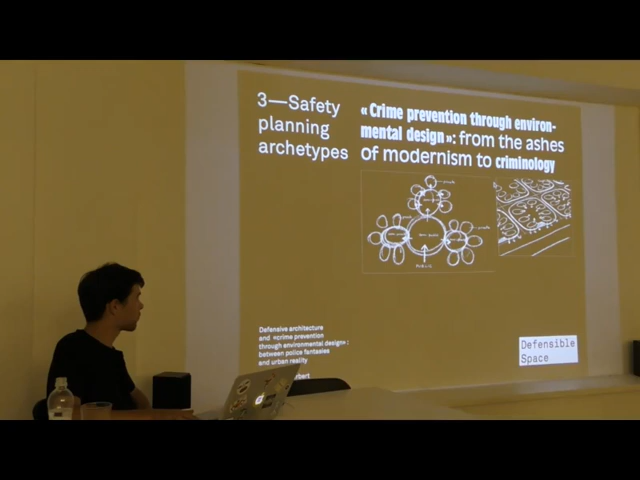 3—Safety
planning
archetypes
« Crime prevention through environ-
mental design »: from the ashes
of modernism to criminology
Defensive architecture
and «crime prevention
through environmental design» :
between police fantasies
and urban reality
Defensible
Space